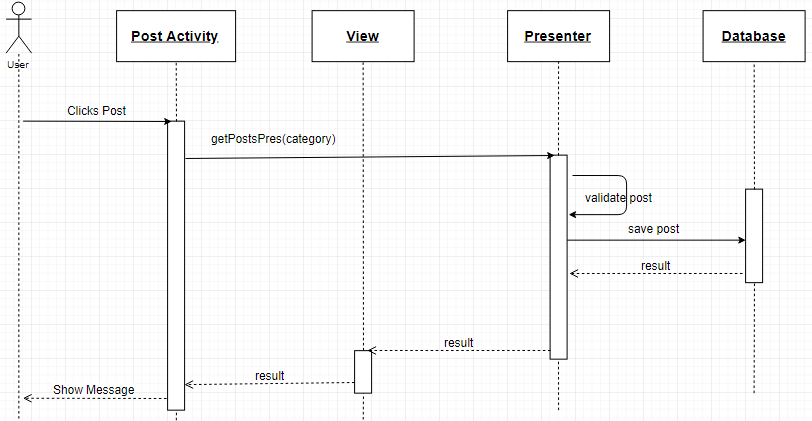 Post Activity
View
Presenter
Database
User
Clicks Post
getPostsPres(category)
validate post
save post
result
result
result
Show Message